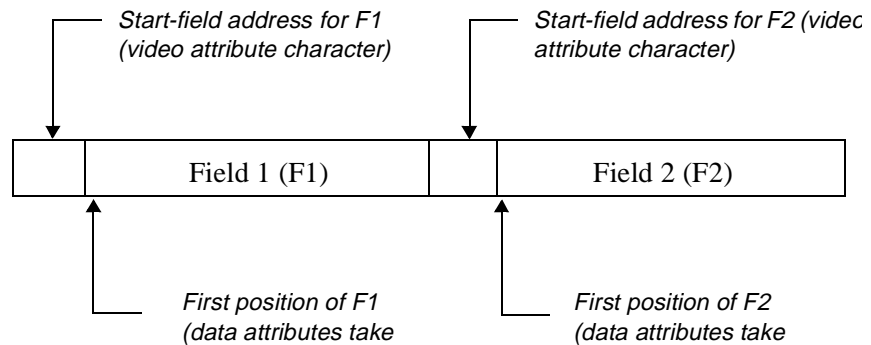 Start-field address for F1
(video attribute character)
Start-field address for F2 (video
attribute character)
Field 1 (F1)
Field 2 (F2)
First position of F1
(data attributes take
First position of F2
(data attributes take